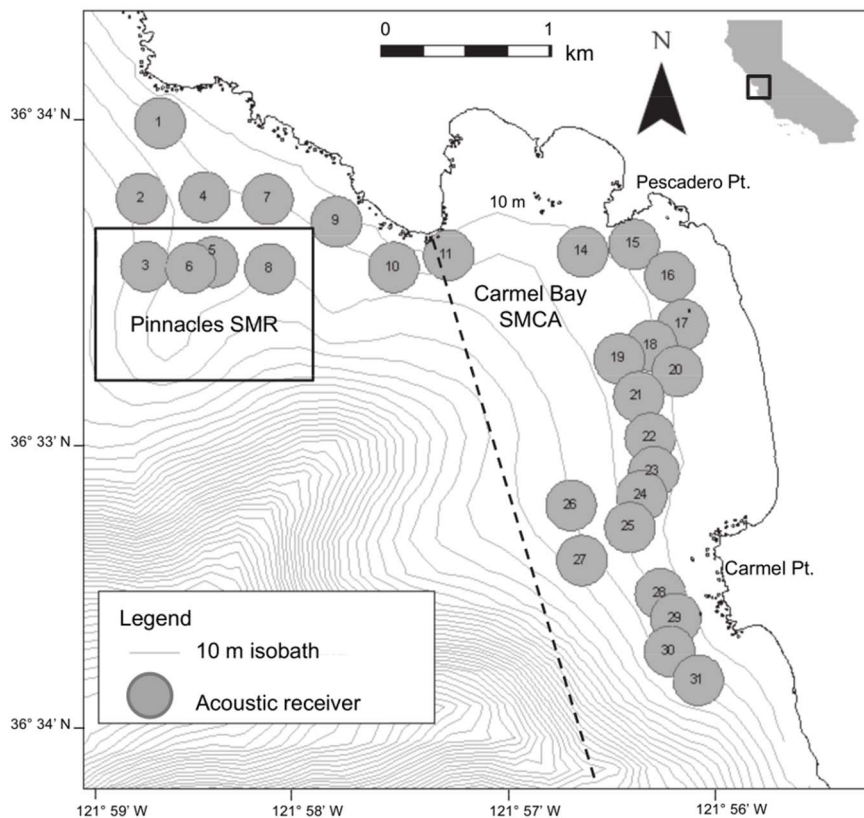 0 1
km
N
36° 34' N
1
2
4
7
Pescadero Pt.
10 m
9
15
14
11
5
3
6
8
10
16
Carmel Bay
SMCA
Pinnacles SMR
17
18
19
20
21
36° 33' N
22
23
24
26
25
27
Carmel Pt.
28
Legend
29
10 m isobath
30
31
Acoustic receiver
36° 34' N
121° 59' W 121° 58' W 121° 57' W 121° 56' W